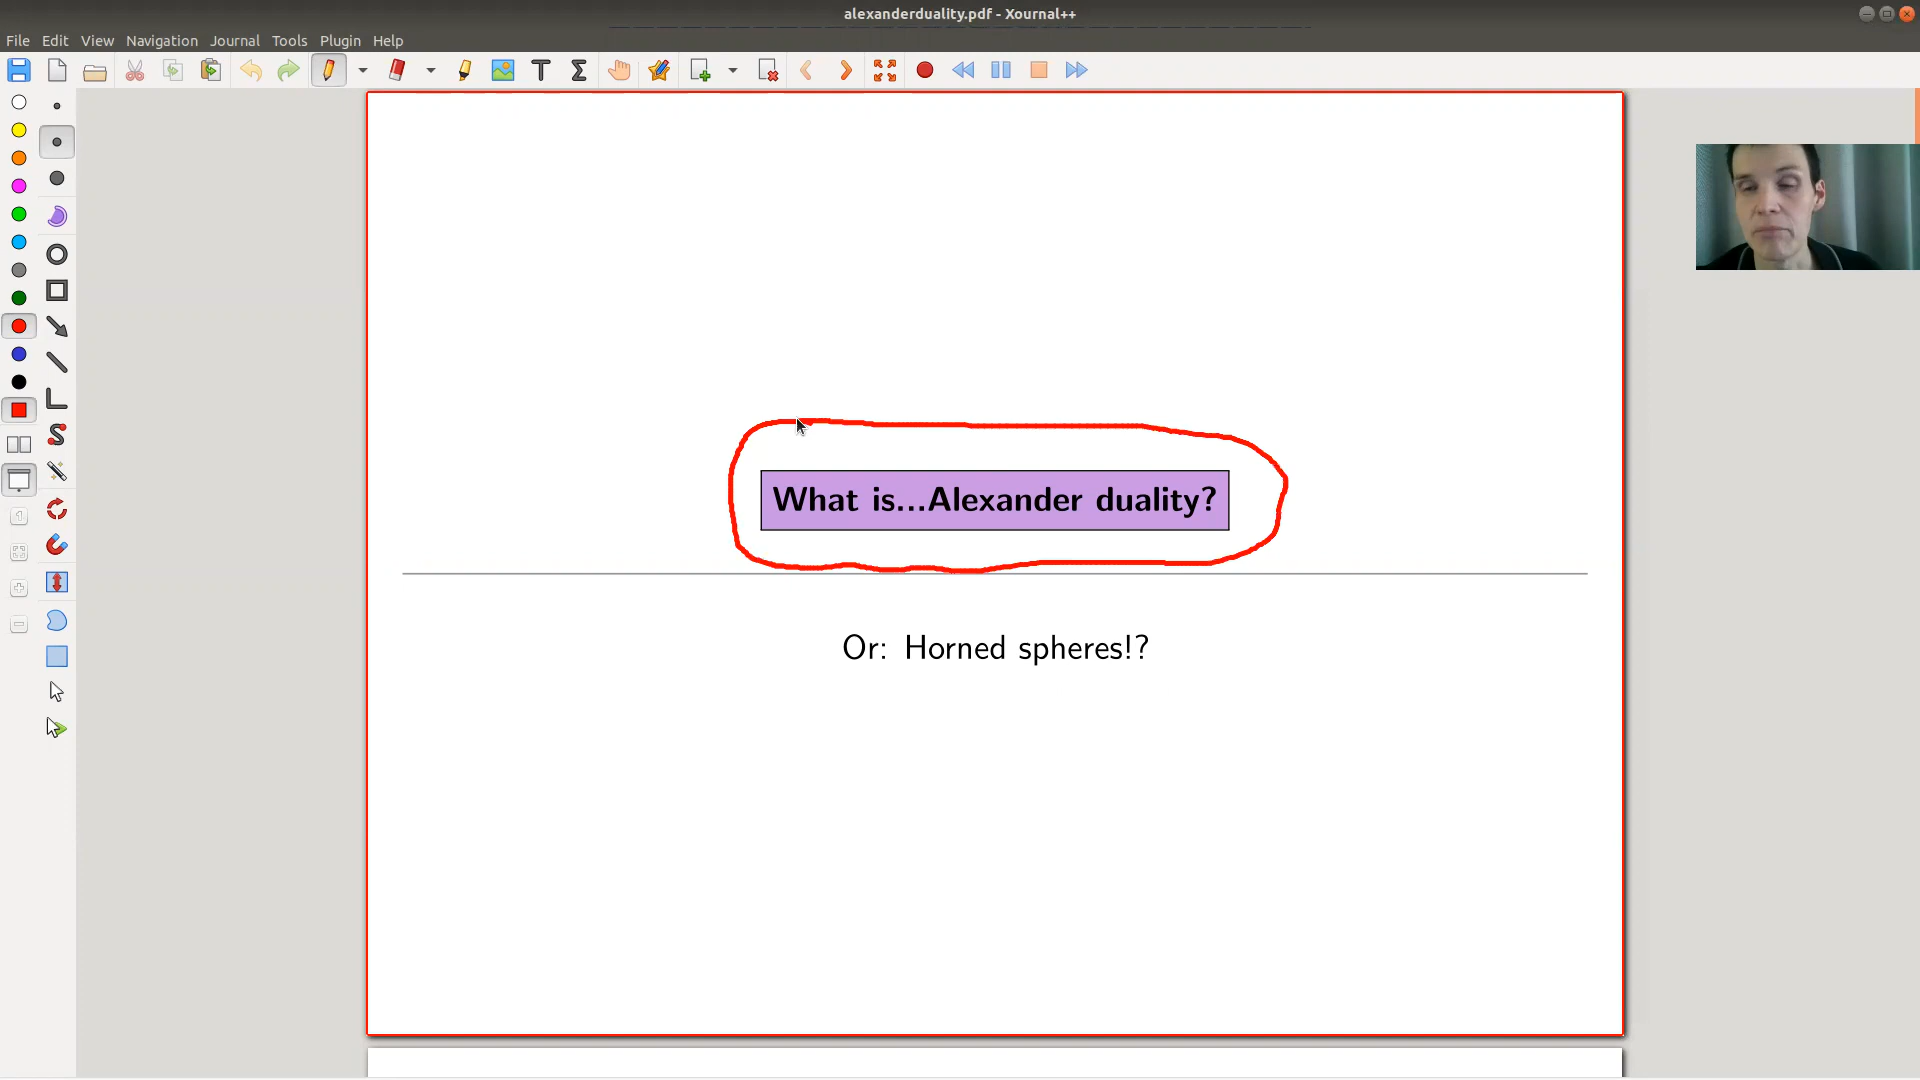 alexanderduality.pdf - Xournal++
File Edit View Navigation Journal Tools Plugin Help
What is...Alexander duality?
Or: Horned spheres!?